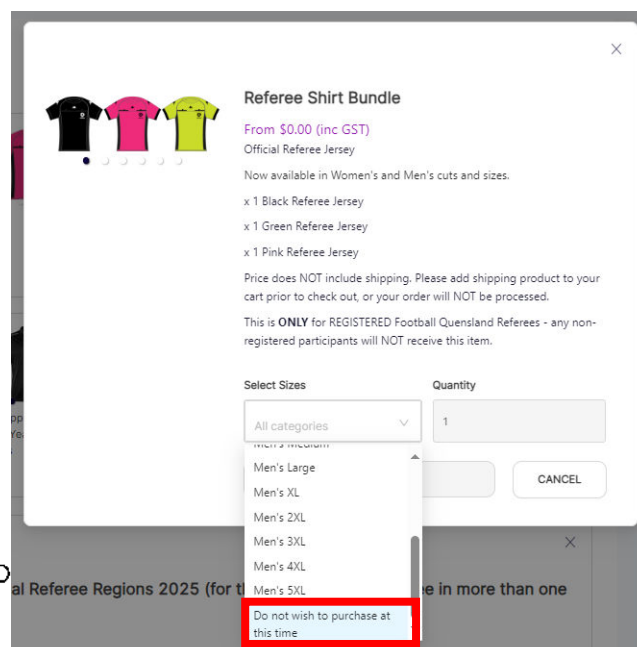 Referee Shirt Bundle
From $0.00 (inc GST)
Official Referee Jersey
Now available in Women's and Men's cuts and sizes.
x 1 Black Referee Jersey
x 1 Green Referee Jersey
x 1 Pink Referee Jersey
Price does NOT include shipping. Please add shipping product to your
cart prior to check out, or your order will NOT be processed.
This is ONLY for REGISTERED Football Quensland Referees - any non-
registered participants will NOT receive this item.
Select Sizes
Quantity
All categories
1
Men's Medium
Men's Large
Men's XL
CANCEL
Men's 2XL
Men's 3XL
Men's 4XL
Men's 5XL
al Referee Regions 2025 (for
in more than one
Do not wish to purchase at
this time